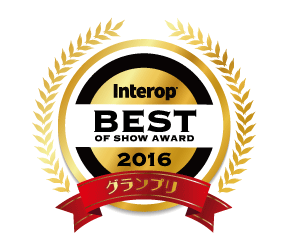 Interop®
BEST
OF SHOW AWARD
2016
グランプリ